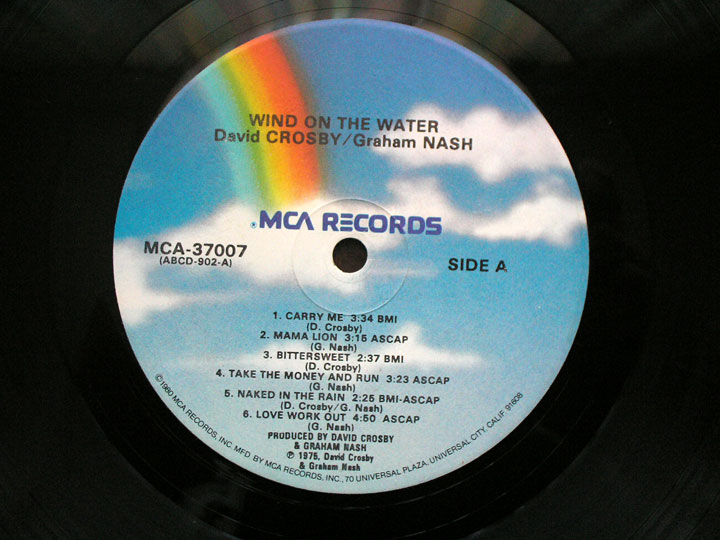 WIND ON THE WATER
David CROSBY/Graham NASH
® MCA RECORDS
MCA-37007
(ABCD-902-A)
SIDE A
1. CARRY ME 3:34 BMI
(D. Crosby)
2. MAMA LION 3:15 ASCAP
(G. Nash)
3. BITTERSWEET 2:37 BMI
(D. Crosby)
4. TAKE THE MONEY AND RUN 3:23 ASCAP
(G. Nash)
5. NAKED IN THE RAIN 2:25 BMI-ASCAP
(D. Crosby/G. Nash)
6. LOVE WORK OUT 4:50 ASCAP
(G. Nash)
PRODUCED BY DAVID CROSBY
& GRAHAM NASH
℗ 1975, David Crosby
& Graham Nash
©1980 MCA RECORDS, INC. MFD. BY MCA RECORDS, INC., 70 UNIVERSAL PLAZA, UNIVERSAL CITY, CALIF. 91608